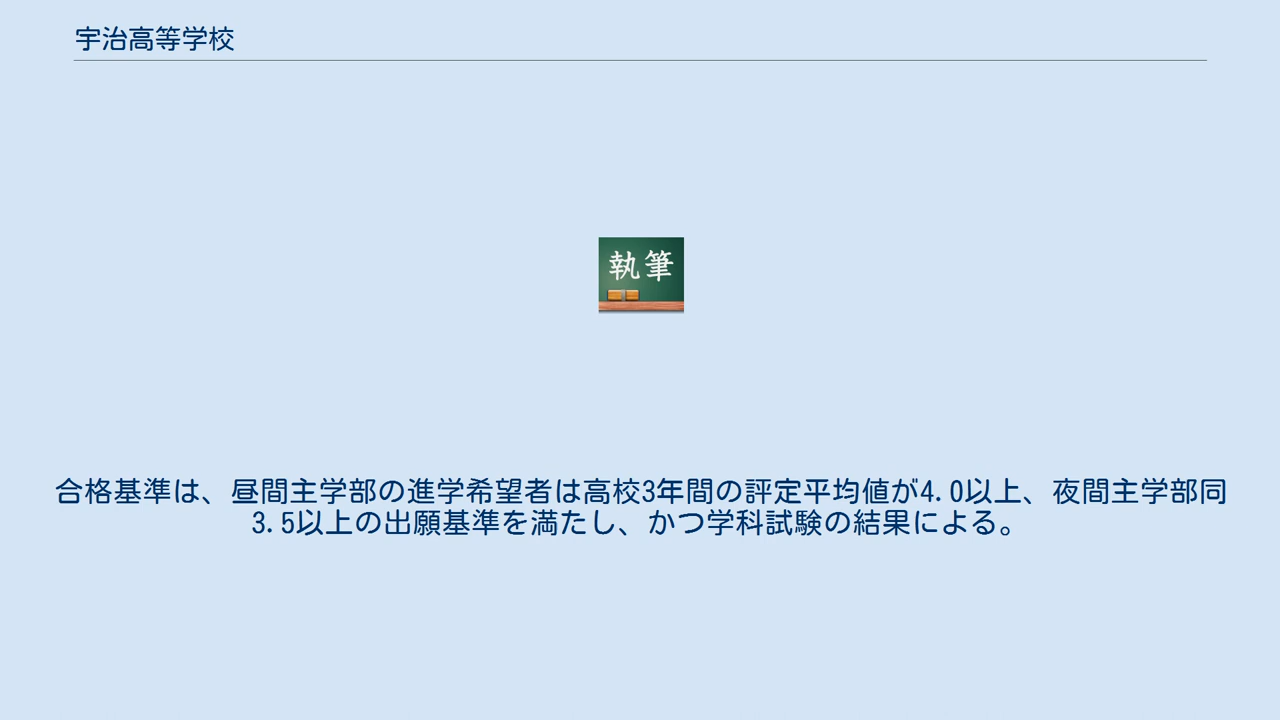 宇治高等学校
執筆
合格基準は、昼間主学部の進学希望者は高校3年間の評定平均値が4.0以上、夜間主学部同
3.5以上の出願基準を満たし、かつ学科試験の結果による。